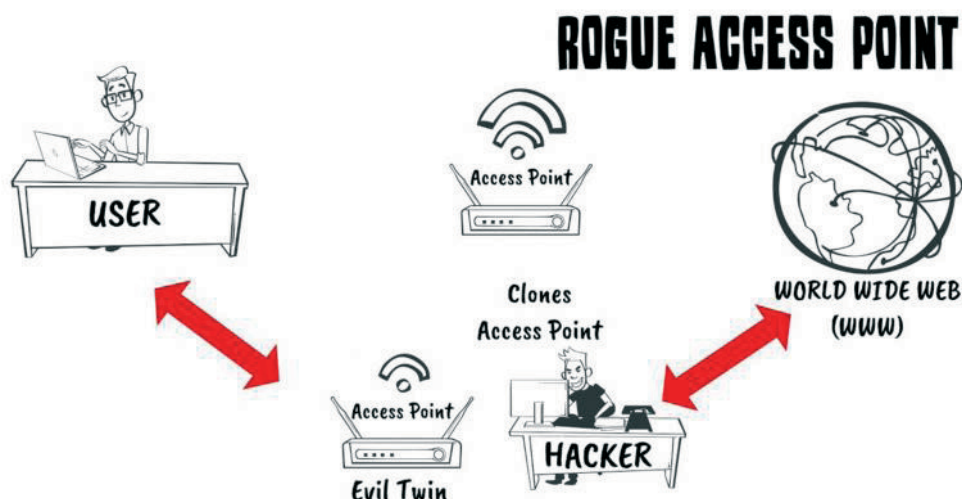 ROGUE ACCESS POINT
Access Point
USER
Clones
Access Point
WORLD WIDE WEB
(WWW)
Access Point
HACKER
Evil Twin